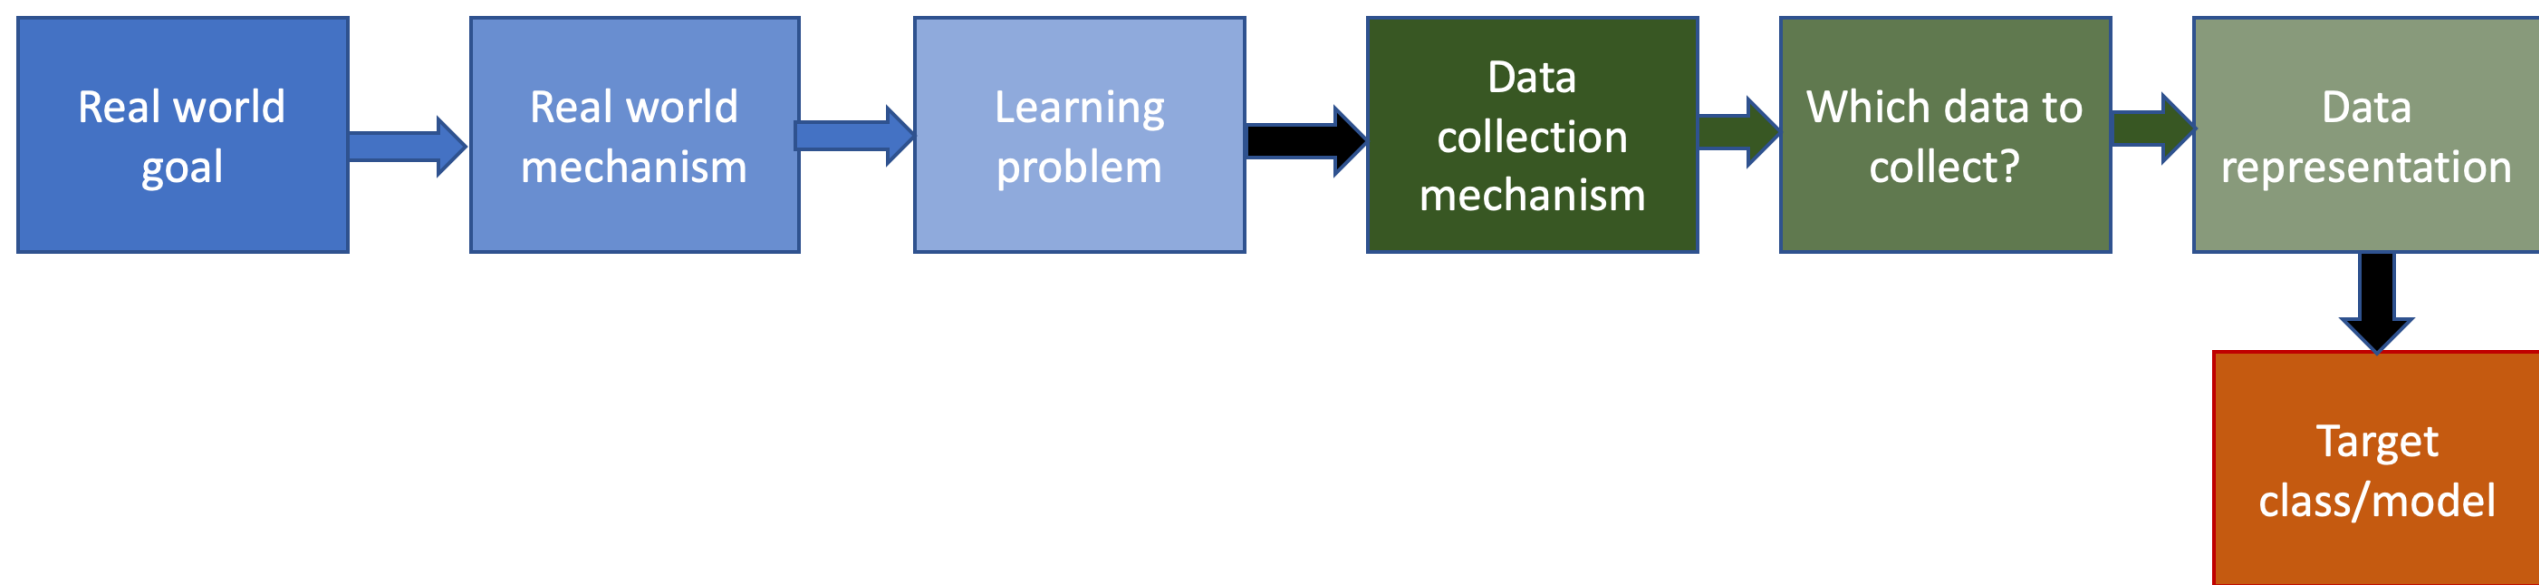 Real world
goal
Real world
mechanism
Learning
problem
Data
collection
mechanism
Which data to
collect?
Data
representation
Target
class/model